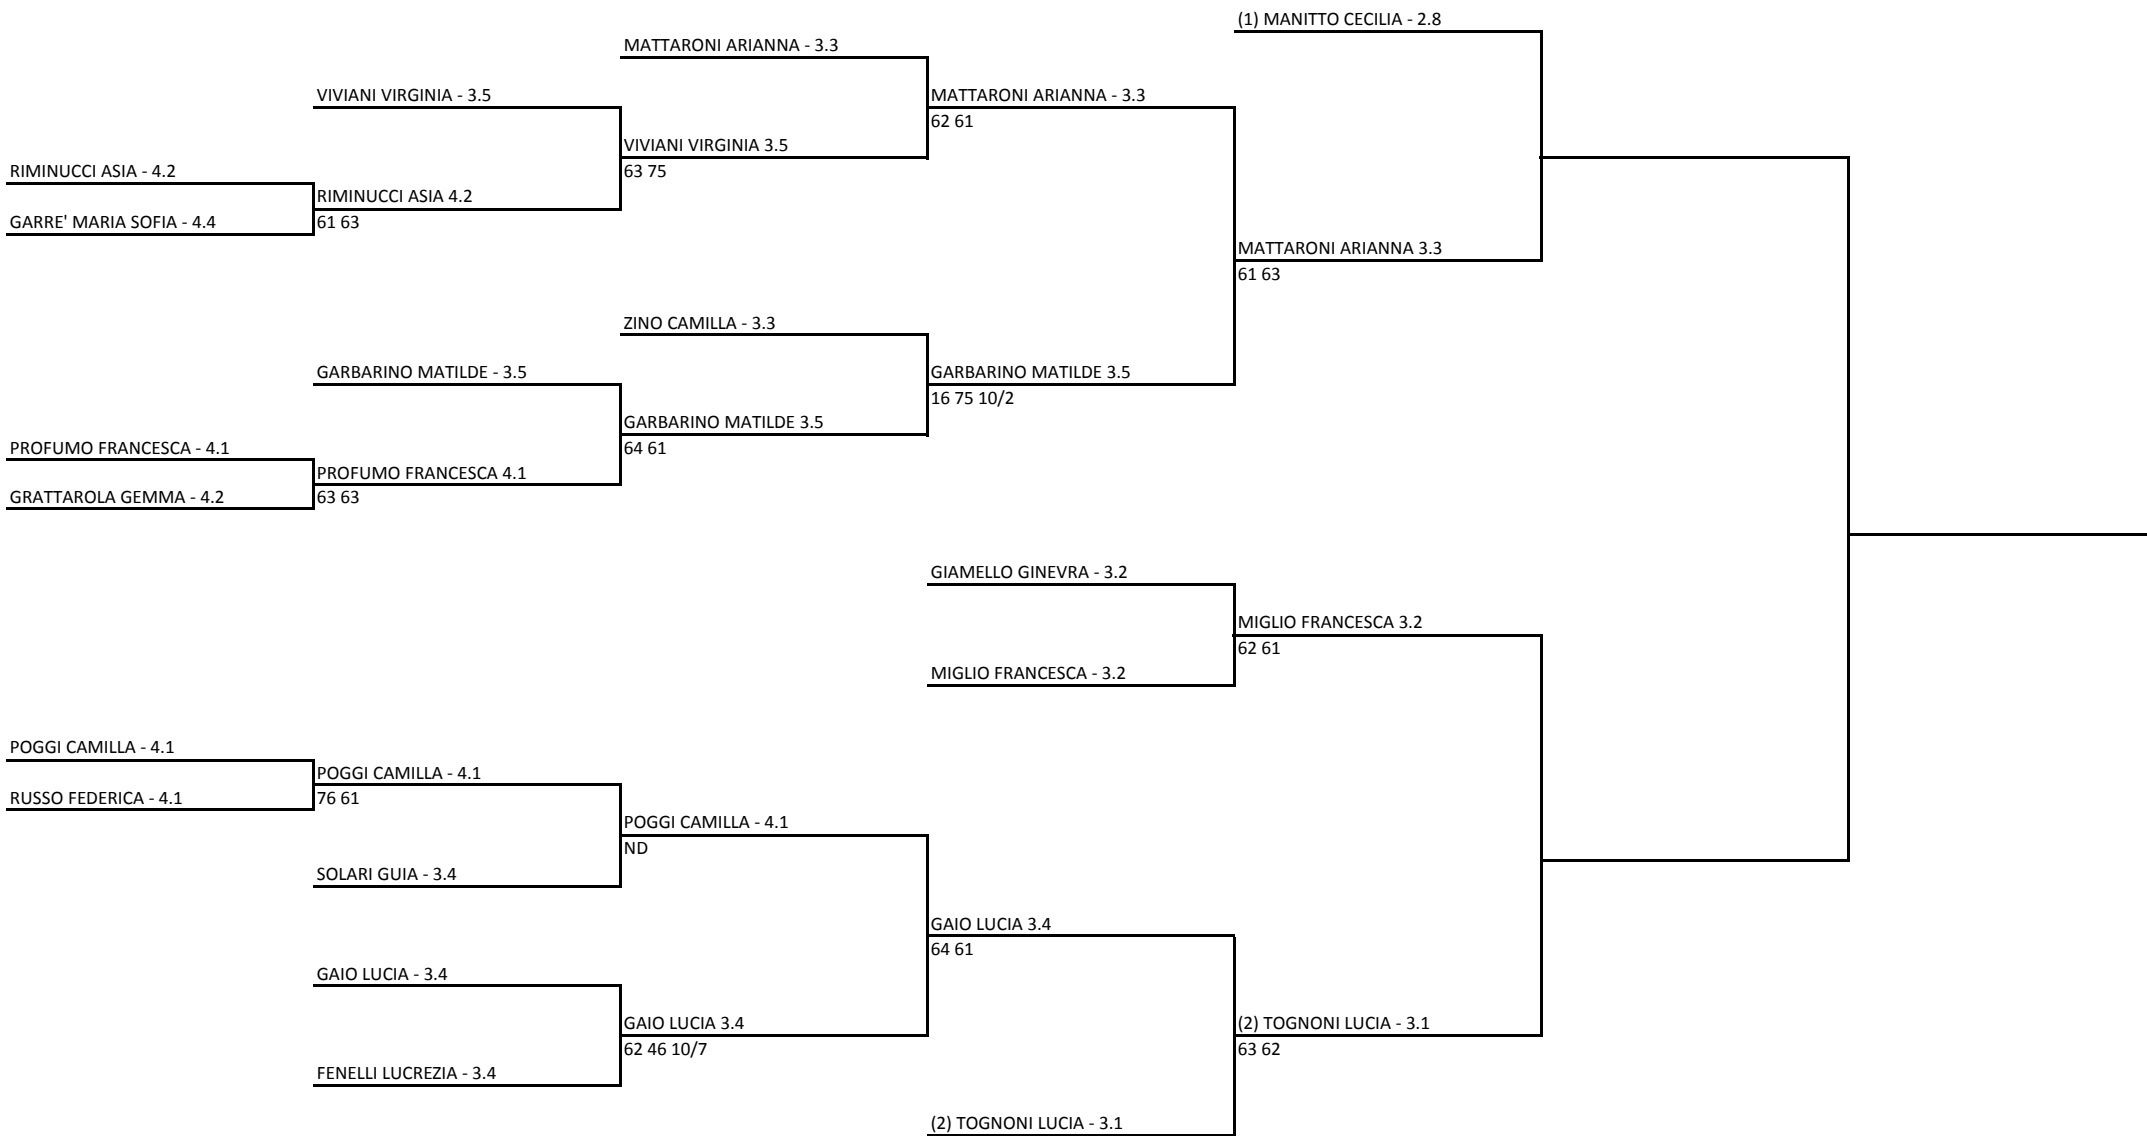 (1) MANITTO CECILIA - 2.8
MATTARONI ARIANNA - 3.3
VIVIANI VIRGINIA - 3.5
MATTARONI ARIANNA - 3.3
62 61
VIVIANI VIRGINIA 3.5
63 75
RIMINUCCI ASIA - 4.2
RIMINUCCI ASIA 4.2
61 63
GARRE' MARIA SOFIA - 4.4
MATTARONI ARIANNA 3.3
61 63
ZINO CAMILLA - 3.3
GARBARINO MATILDE - 3.5
GARBARINO MATILDE 3.5
16 75 10/2
GARBARINO MATILDE 3.5
64 61
PROFUMO FRANCESCA - 4.1
PROFUMO FRANCESCA 4.1
63 63
GRATTAROLA GEMMA - 4.2
GIAMELLO GINEVRA - 3.2
MIGLIO FRANCESCA 3.2
62 61
MIGLIO FRANCESCA - 3.2
POGGI CAMILLA - 4.1
POGGI CAMILLA - 4.1
76 61
RUSSO FEDERICA - 4.1
POGGI CAMILLA - 4.1
ND
SOLARI GUIA - 3.4
GAIO LUCIA 3.4
64 61
GAIO LUCIA - 3.4
GAIO LUCIA 3.4
62 46 10/7
(2) TOGNONI LUCIA - 3.1
63 62
FENELLI LUCREZIA - 3.4
(2) TOGNONI LUCIA - 3.1